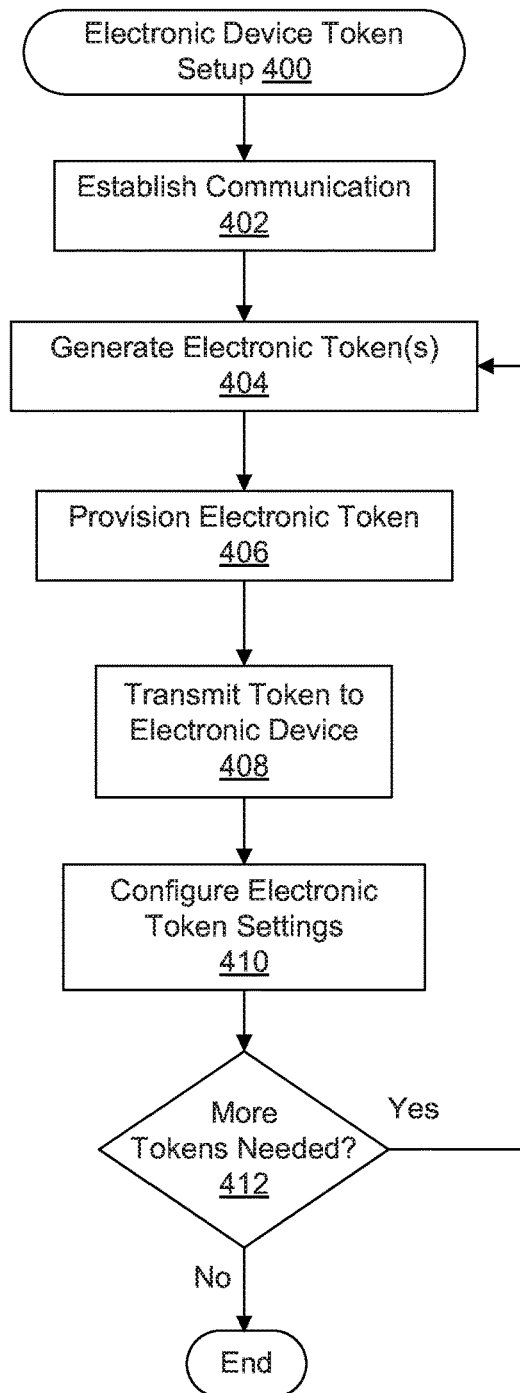 Electronic Device Token
Setup 400
Establish Communication
402
Generate Electronic Token(s)
404
Provision Electronic Token
406
Transmit Token to
Electronic Device
408
Configure Electronic
Token Settings
410
More
Tokens Needed?
412
Yes
No
End